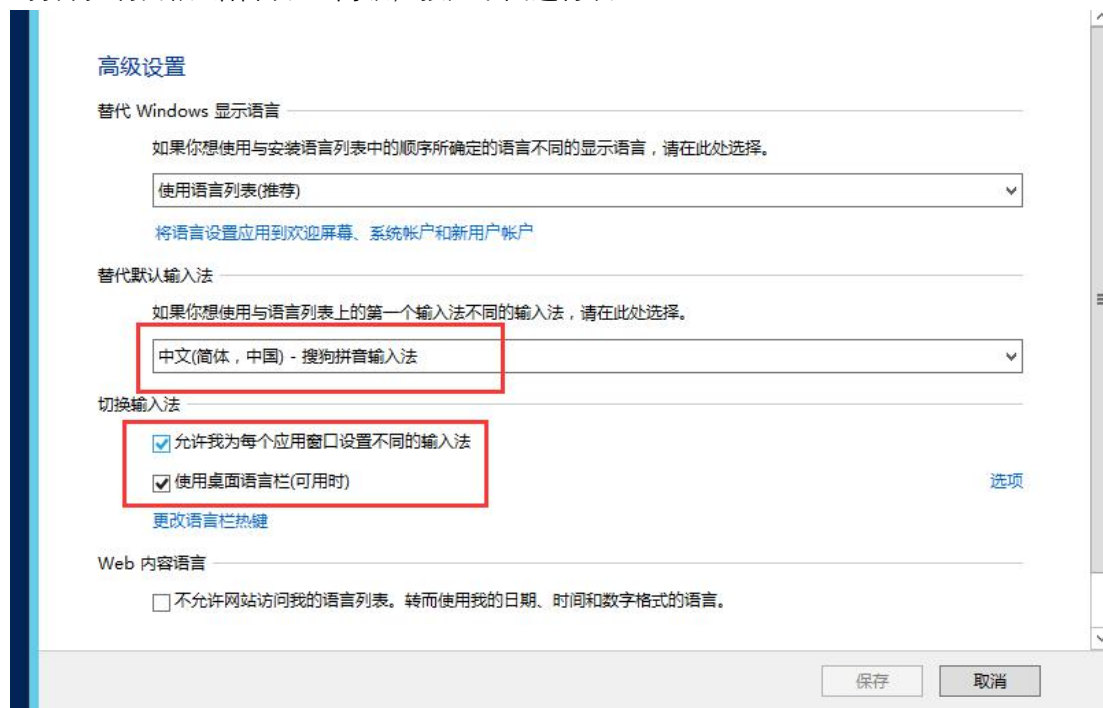 高级设置
替代 Windows 显示语言
如果你想使用与安装语言列表中的顺序所确定的语言不同的显示语言，请在此处选择。
使用语言列表(推荐)
将语言设置应用到欢迎屏幕、系统帐户和新用户帐户
替代默认输入法
如果你想使用与语言列表上的第一个输入法不同的输入法，请在此处选择。
中文(简体，中国) - 搜狗拼音输入法
切换输入法
允许我为每个应用窗口设置不同的输入法
使用桌面语言栏(可用时)
选项
更改语言栏热键
Web 内容语言
不允许网站访问我的语言列表。转而使用我的日期、时间和数字格式的语言。
保存
取消